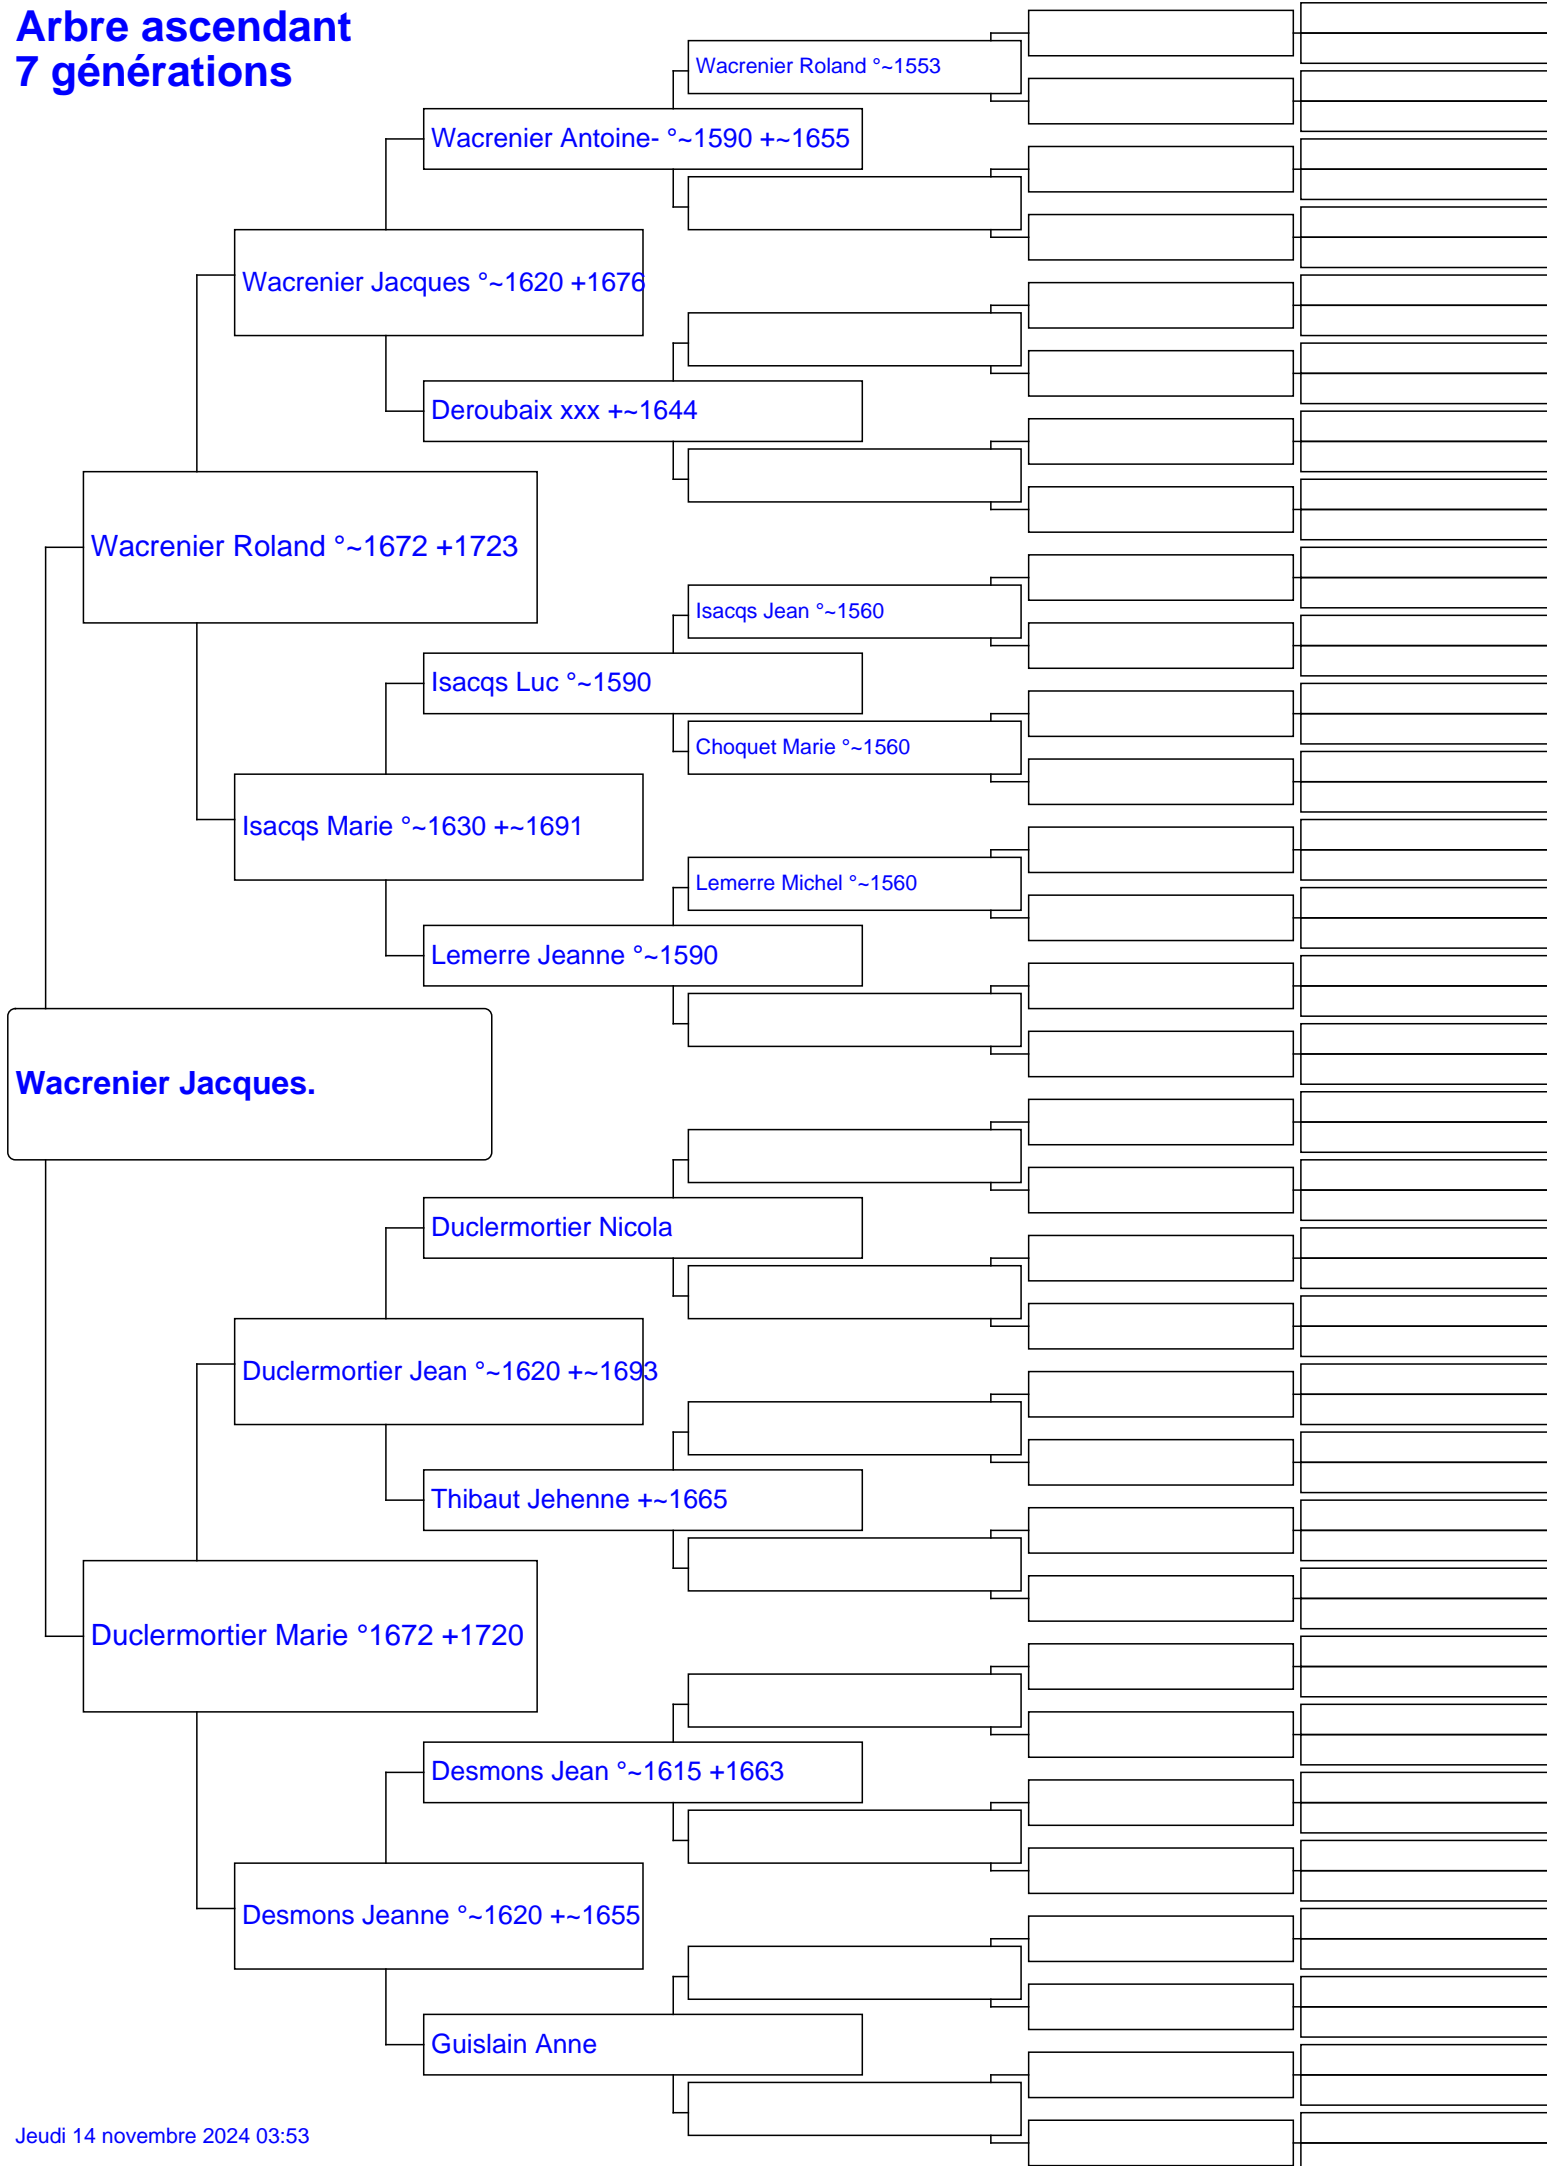 Arbre ascendant
7 générations
Wacrenier Roland °~1553
Wacrenier Antoine- °~1590 +~1655
Wacrenier Jacques °~1620 +1676
Deroubaix xxx +~1644
Wacrenier Roland °~1672 +1723
Isacqs Jean °~1560
Isacqs Luc °~1590
Choquet Marie °~1560
Isacqs Marie °~1630 +~1691
Lemerre Michel °~1560
Lemerre Jeanne °~1590
Wacrenier Jacques.
Duclermortier Nicola
Duclermortier Jean °~1620 +~1693
Thibaut Jehenne +~1665
Duclermortier Marie °1672 +1720
Desmons Jean °~1615 +1663
Desmons Jeanne °~1620 +~1655
Guislain Anne
Jeudi 14 novembre 2024 03:53